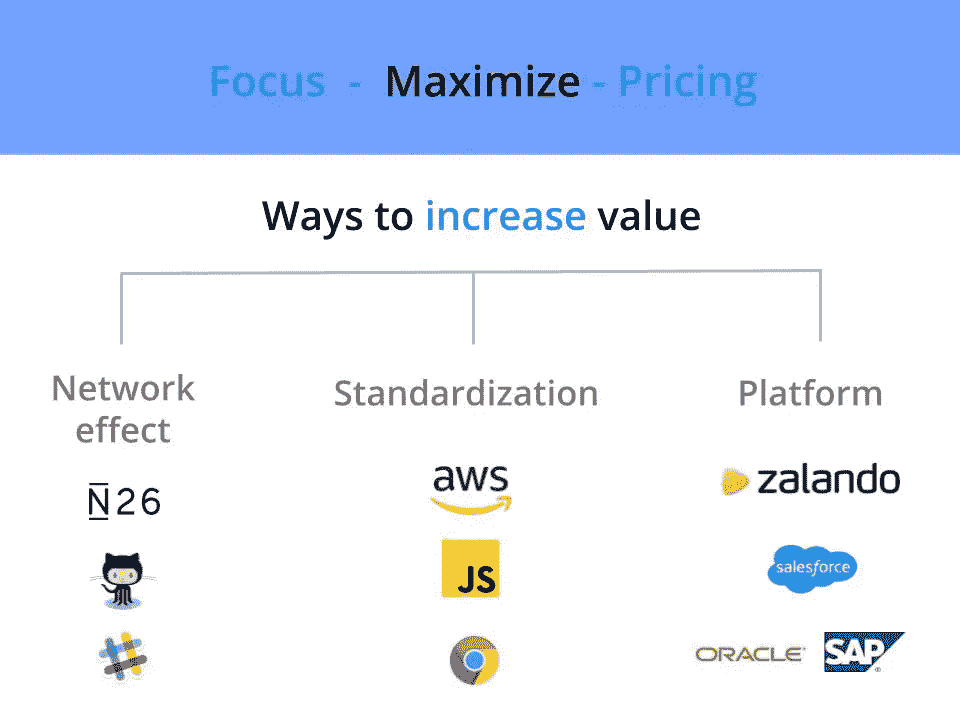 Focus - Maximize - Pricing
Ways to increase value
Network
effect
Standardization
Platform
N26
aws
zalando
JS
salesforce
ORACLE
SAP